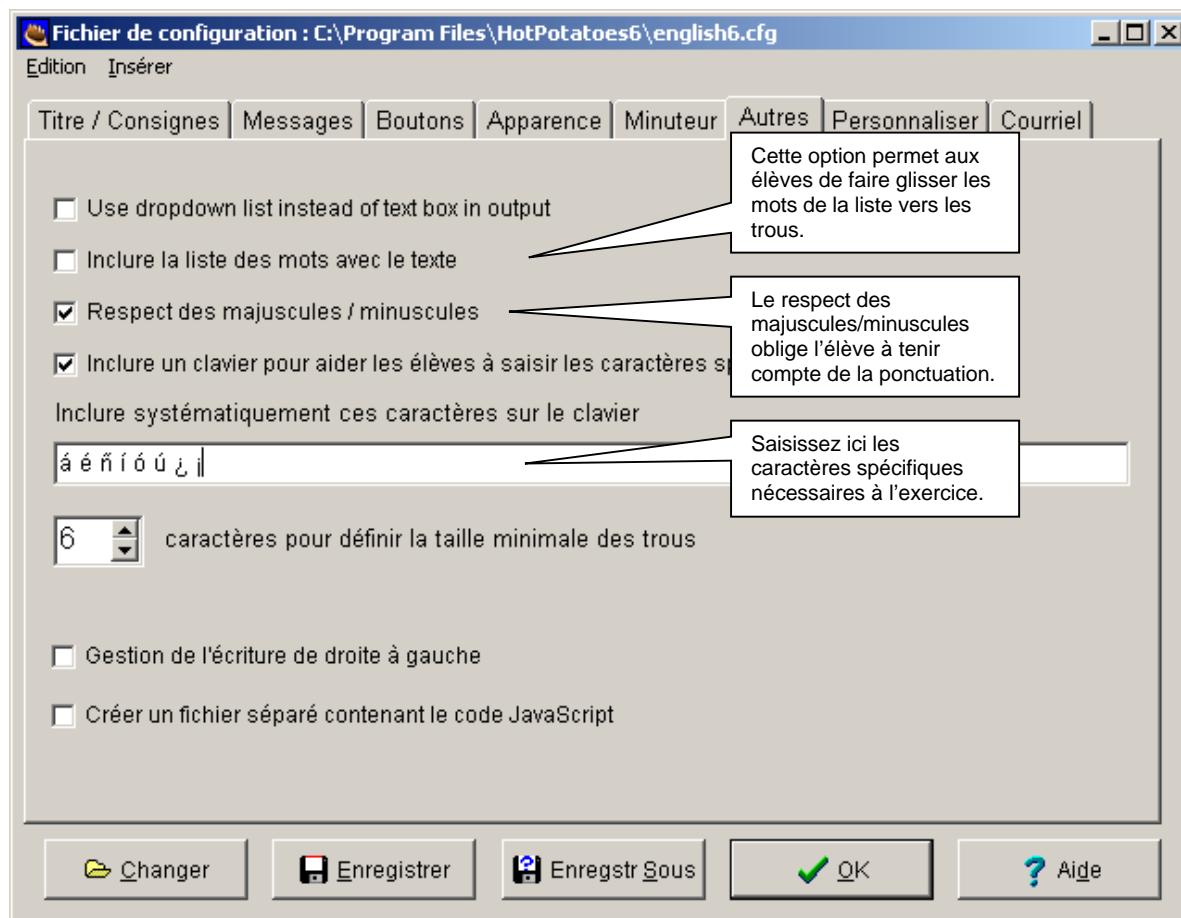 Fichier de configuration : C:\Program Files\HotPotatoes6\english6.cfg
Edition Insérer
Titre / Consignes Messages Boutons Apparence Minuteur Autres Personnaliser Courriel
Cette option permet aux
élèves de faire glisser les
mots de la liste vers les
trous.
Use dropdown list instead of text box in output
Inclure la liste des mots avec le texte
Respect des majuscules / minuscules
Le respect des
majuscules/minuscules
oblige l’élève à tenir
compte de la ponctuation.
Inclure un clavier pour aider les élèves à saisir les caractères
Inclure systématiquement ces caractères sur le clavier
Saisissez ici les
caractères spécifiques
nécessaires à l’exercice.
á é ñ í ó ú ¿ ¡
6 caractères pour définir la taille minimale des trous
Gestion de l'écriture de droite à gauche
Créer un fichier séparé contenant le code JavaScript
Changer Enregistrer Enregstr Sous OK Aide